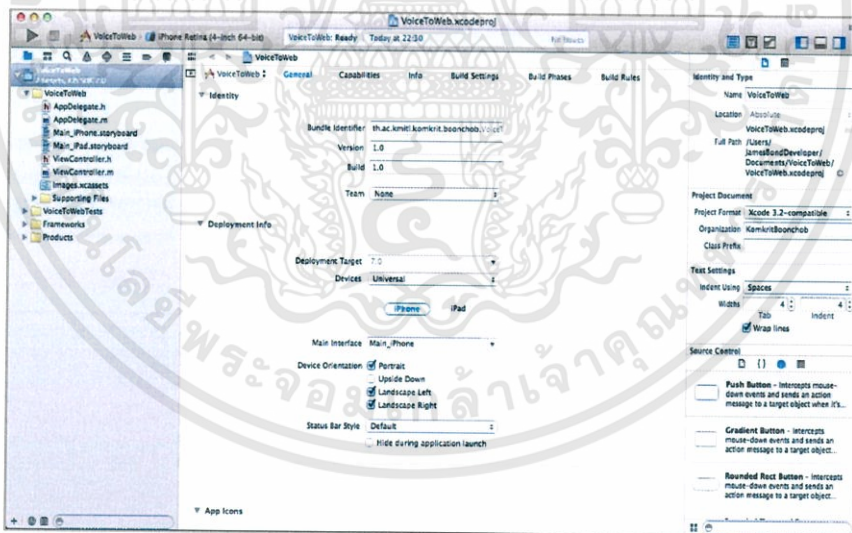 VoiceToWeb.xcodeproj
VoiceToWeb
iPhone Retina (4-inch 64-bit)
VoiceToWeb: Ready
Today at 22:30
No Issues
VoiceToWeb
VoiceToWeb
VoiceToWeb
AppDelegate.h
AppDelegate.m
Main_iPhone.storyboard
Main_iPad.storyboard
ViewController.h
ViewController.m
Images.xcassets
Supporting Files
VoiceToWebTests
Frameworks
Products
VoiceToWeb
General
Capabilities
Info
Build Settings
Build Phases
Build Rules
Identity
Bundle Identifier th.ac.kmitl.komkrit.boonchob.VoiceT
Version 1.0
Build 1.0
Team None
Deployment Info
Deployment Target 7.0
Devices Universal
iPhone iPad
Main Interface Main_iPhone
Device Orientation Portrait
Upside Down
Landscape Left
Landscape Right
Status Bar Style Default
Hide during application launch
App Icons
Identity and Type
Name VoiceToWeb
Location Absolute
VoiceToWeb.xcodeproj
Full Path /Users/
JamesBondDeveloper/
Documents/VoiceToWeb/
VoiceToWeb.xcodeproj
Project Document
Project Format Xcode 3.2-compatible
Organization KomkritBoonchob
Class Prefix
Text Settings
Indent Using Spaces
Widths 4 4
Tab Indent
Wrap lines
Source Control
Push Button - Intercepts mouse-
down events and sends an action
message to a target object when it's...
Gradient Button - Intercepts
mouse-down events and sends an
action message to a target object...
Rounded Rect Button - Intercepts
mouse-down events and sends an
action message to a target object...